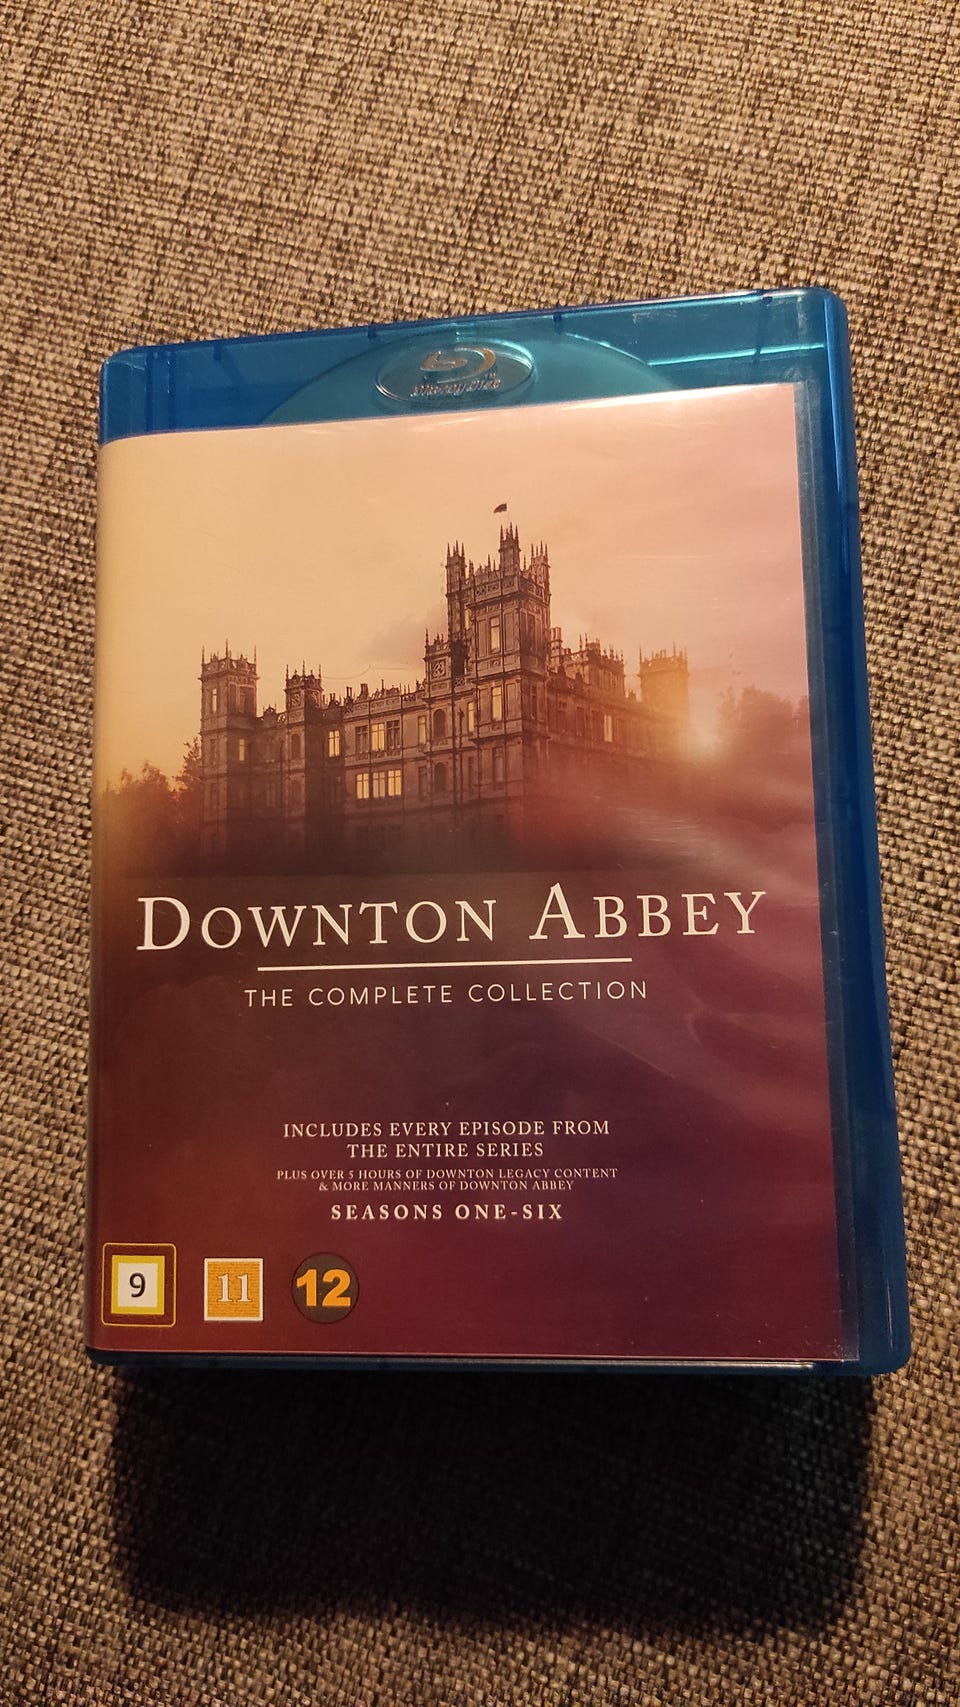 DOWNTON ABBEY
THE COMPLETE COLLECTION
INCLUDES EVERY EPISODE FROM
THE ENTIRE SERIES
PLUS OVER 5 HOURS OF DOWNTON LEGACY CONTENT
& MORE MANNERS OF DOWNTON ABBEY
SEASONS ONE-SIX
9 11 12